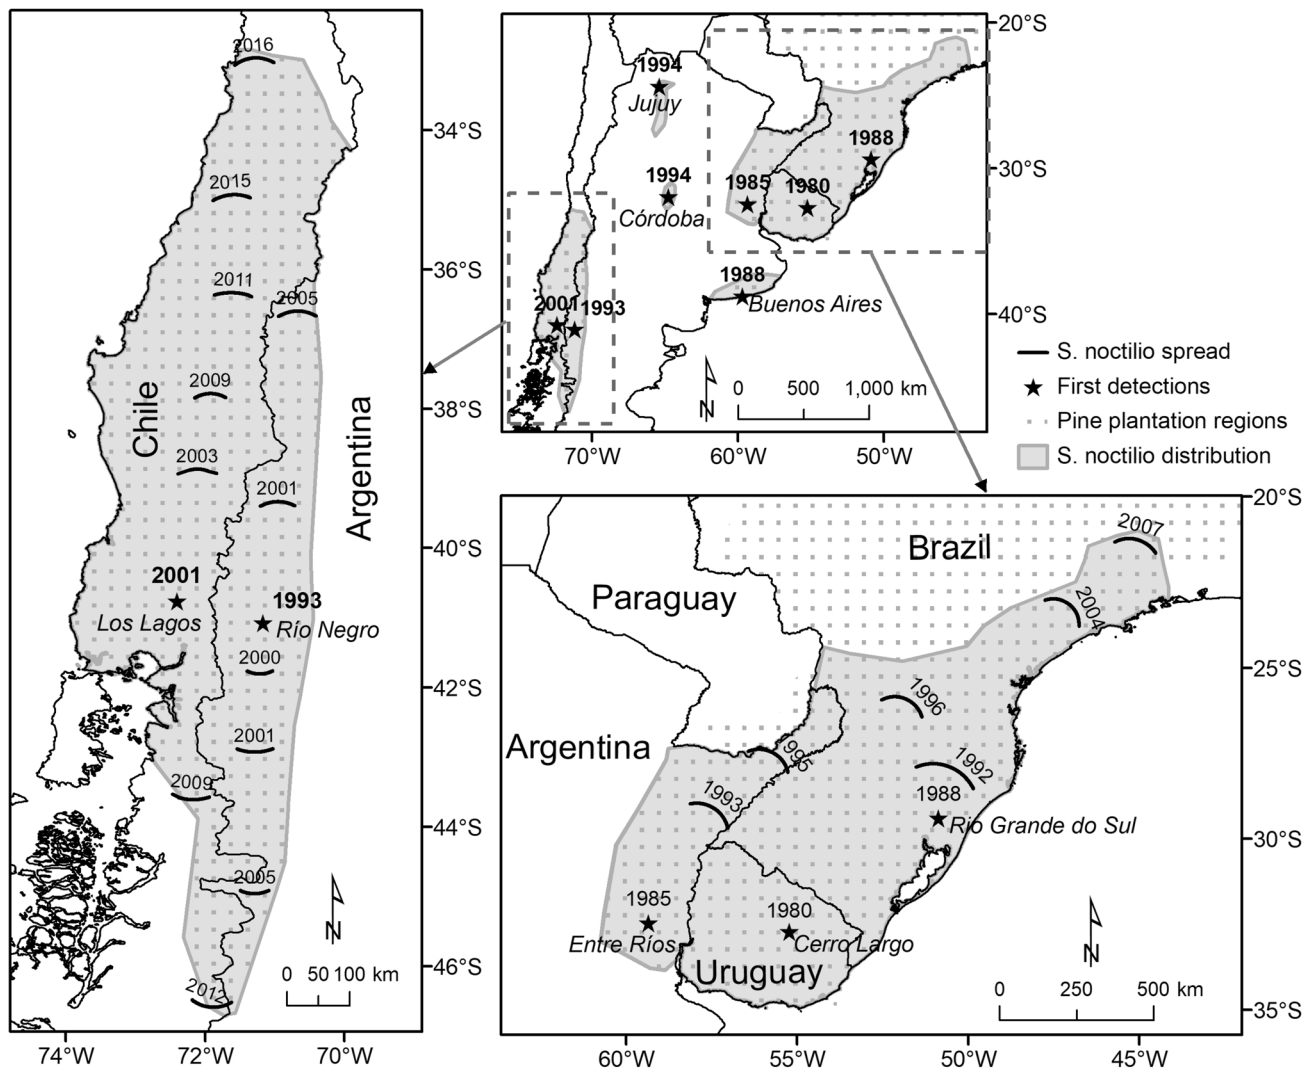 2016
2015
2011
2005
2009
2003
2001
2001
Los Lagos
1993
Río Negro
2000
2001
2009
2005
2012
Chile
Argentina
N
0 50 100 km
34°S
36°S
38°S
40°S
42°S
44°S
46°S
74°W 72°W 70°W
1994
Jujuy
1994
Córdoba
1988
1985 1980
1988
Buenos Aires
2001 1993
N
0 500 1,000 km
20°S
30°S
40°S
70°W 60°W 50°W
S. noctilio spread
First detections
Pine plantation regions
S. noctilio distribution
2007
Brazil
2004
Paraguay
1996
Argentina
1995
1992
1993
1988
Rio Grande do Sul
1985
Entre Ríos
1980
Cerro Largo
Uruguay
N
0 250 500 km
20°S
25°S
30°S
35°S
60°W 55°W 50°W 45°W